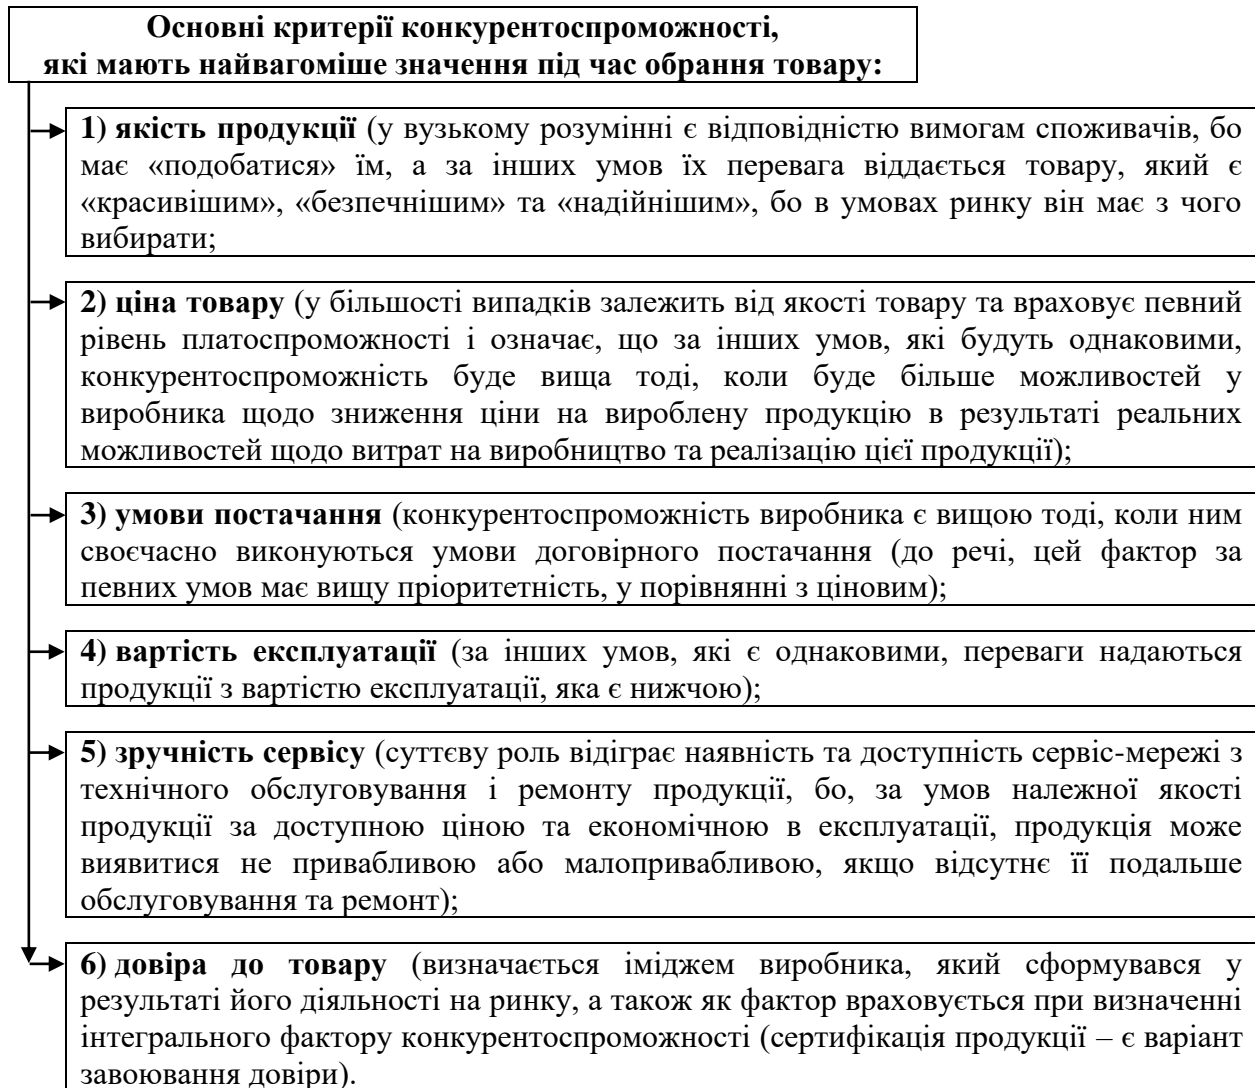 Основні критерії конкурентоспроможності,
які мають найвагоміше значення під час обрання товару:
1) якість продукції (у вузькому розумінні є відповідністю вимогам споживачів, бо
має «подобатися» їм, а за інших умов їх перевага віддається товару, який є
«красивішим», «безпечнішим» та «надійнішим», бо в умовах ринку він має з чого
вибирати;
2) ціна товару (у більшості випадків залежить від якості товару та враховує певний
рівень платоспроможності і означає, що за інших умов, які будуть однаковими,
конкурентоспроможність буде вища тоді, коли буде більше можливостей у
виробника щодо зниження ціни на вироблену продукцію в результаті реальних
можливостей щодо витрат на виробництво та реалізацію цієї продукції);
3) умови постачання (конкурентоспроможність виробника є вищою тоді, коли ним
своєчасно виконуються умови договірного постачання (до речі, цей фактор за
певних умов має вищу пріоритетність, у порівнянні з ціновим);
4) вартість експлуатації (за інших умов, які є однаковими, переваги надаються
продукції з вартістю експлуатації, яка є нижчою);
5) зручність сервісу (суттєву роль відіграє наявність та доступність сервіс-мережі з
технічного обслуговування і ремонту продукції, бо, за умов належної якості
продукції за доступною ціною та економічною в експлуатації, продукція може
виявитися не привабливою або малопривабливою, якщо відсутнє її подальше
обслуговування та ремонт);
6) довіра до товару (визначається іміджем виробника, який сформувався у
результаті його діяльності на ринку, а також як фактор враховується при визначенні
інтегрального фактору конкурентоспроможності (сертифікація продукції – є варіант
завоювання довіри).